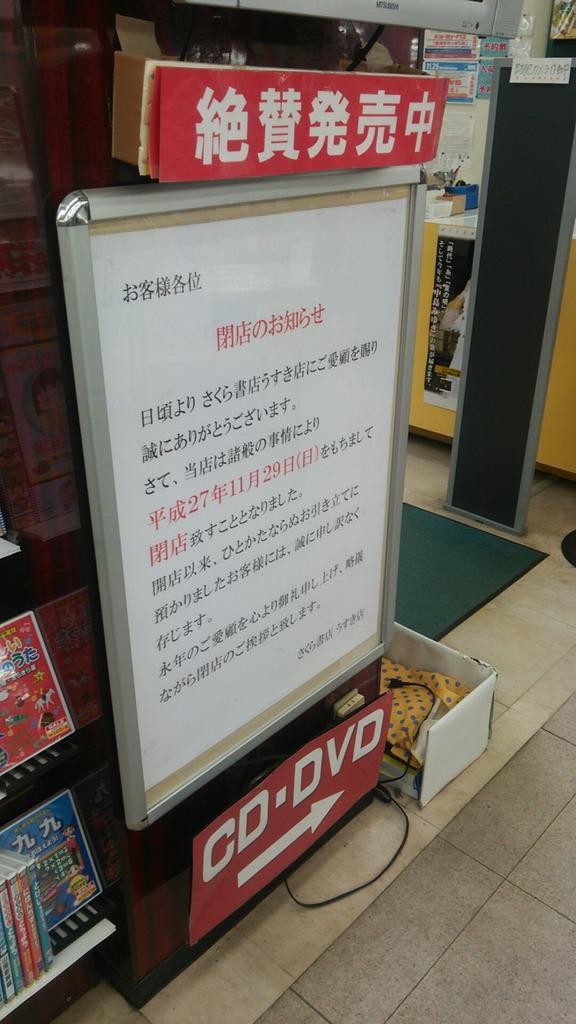 MITSUBISHI
絶賛発売中
お客様各位
閉店のお知らせ
日頃より さくら書店うすき店にご愛顧を賜り
誠にありがとうございます。
さて、当店は諸般の事情により
平成27年11月29日(日)をもちまして
閉店致すこととなりました。
開店以来、ひとかたならぬお引き立てに
預かりましたお客様には、誠に申し訳なく
存じます。
永年のご愛顧を心より御礼申し上げ、略儀
ながら閉店のご挨拶と致します。
さくら書店 うすき店
CD・DVD
九九